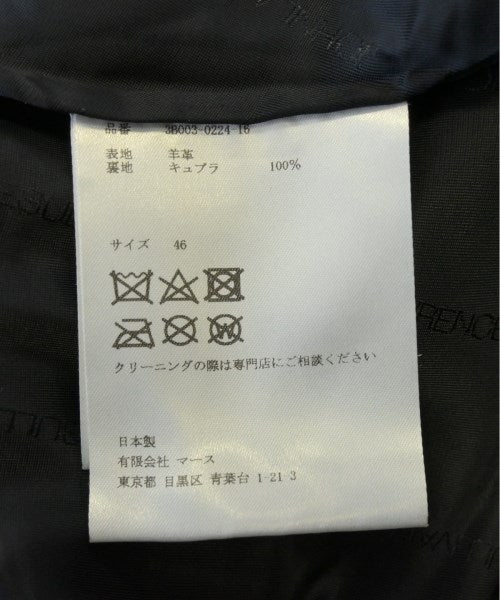 品番 3B003-0224-16
表地 羊革
裏地 キュプラ 100%
サイズ 46
クリーニングの際は専門店にご相談ください
日本製
有限会社 マース
東京都 目黒区 青葉台 1-21-3